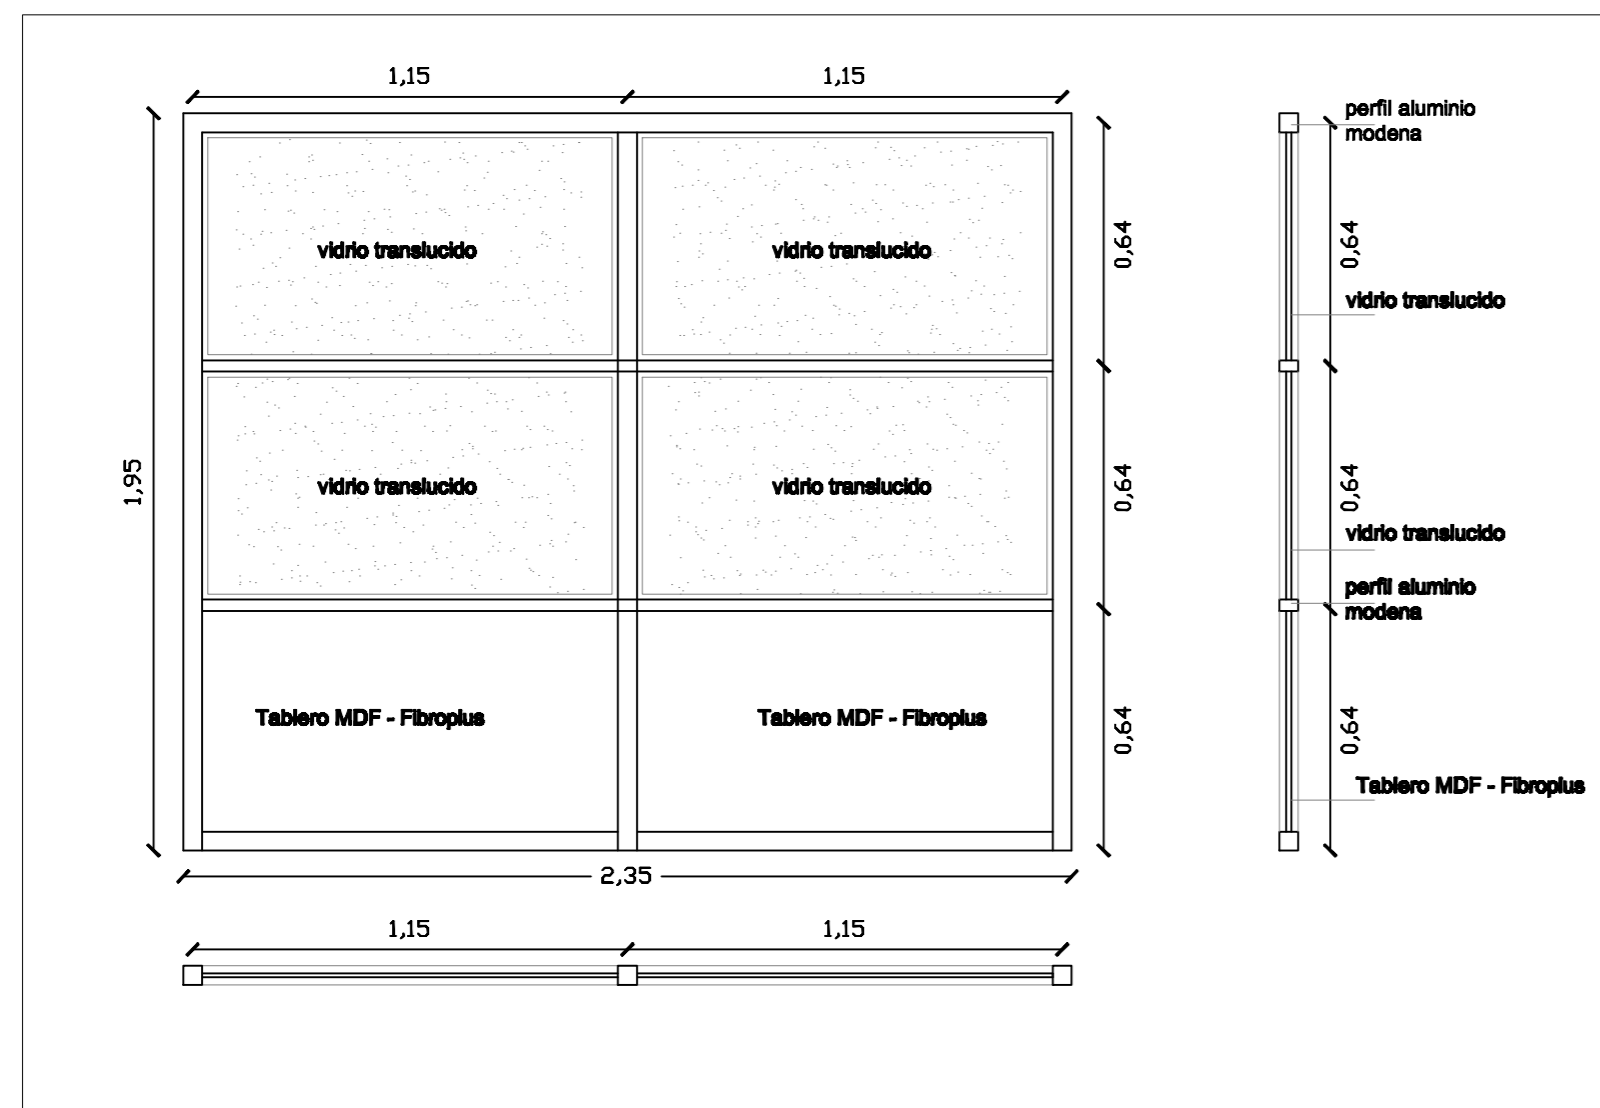 1,15
1,15
perfil aluminio
modena
vidrio translucido
vidrio translucido
0,64
0,64
vidrio translucido
1,95
vidrio translucido
vidrio translucido
0,64
0,64
vidrio translucido
perfil aluminio
modena
Tablero MDF - Fibroplus
Tablero MDF - Fibroplus
0,64
0,64
Tablero MDF - Fibroplus
2,35
1,15
1,15